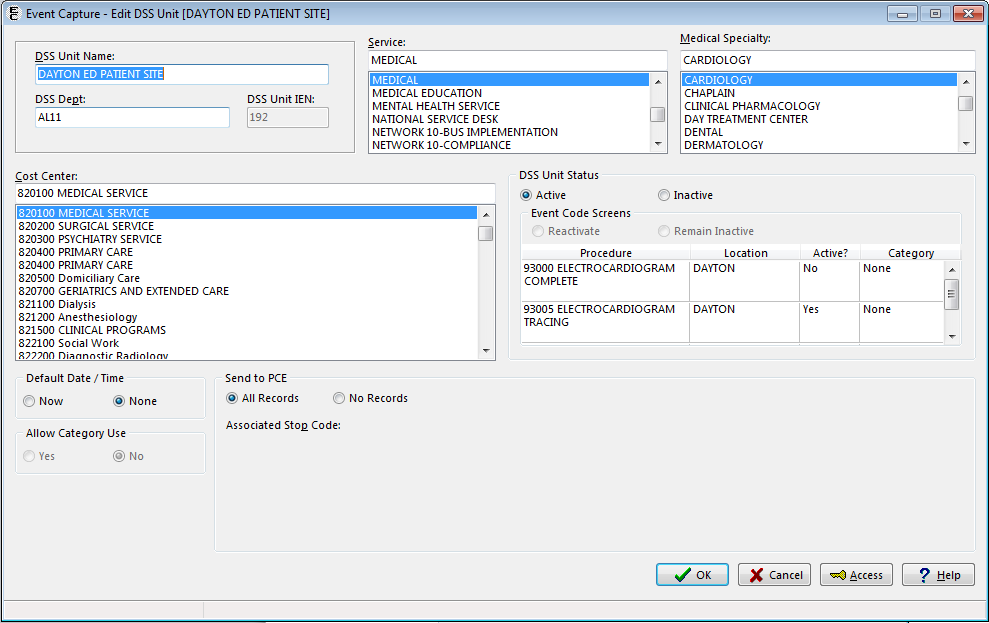 Event Capture - Edit DSS Unit [DAYTON ED PATIENT SITE]
DSS Unit Name:
DAYTON ED PATIENT SITE
DSS Dept:
DSS Unit IEN:
AL11
192
Service:
MEDICAL
MEDICAL
MEDICAL EDUCATION
MENTAL HEALTH SERVICE
NATIONAL SERVICE DESK
NETWORK 10-BUS IMPLEMENTATION
NETWORK 10-COMPLIANCE
Medical Specialty:
CARDIOLOGY
CARDIOLOGY
CHAPLAIN
CLINICAL PHARMACOLOGY
DAY TREATMENT CENTER
DENTAL
DERMATOLOGY
Cost Center:
820100 MEDICAL SERVICE
820100 MEDICAL SERVICE
820200 SURGICAL SERVICE
820300 PSYCHIATRY SERVICE
820400 PRIMARY CARE
820400 PRIMARY CARE
820500 Domiciliary Care
820700 GERIATRICS AND EXTENDED CARE
821100 Dialysis
821200 Anesthesiology
821500 CLINICAL PROGRAMS
822100 Social Work
822200 Diagnostic Radiology
DSS Unit Status
Active Inactive
Event Code Screens
Reactivate Remain Inactive
Procedure Location Active? Category
93000 ELECTROCARDIOGRAM DAYTON No None
COMPLETE
93005 ELECTROCARDIOGRAM DAYTON Yes None
TRACING
Default Date / Time
Now None
Allow Category Use
Yes No
Send to PCE
All Records No Records
Associated Stop Code:
OK Cancel Access Help